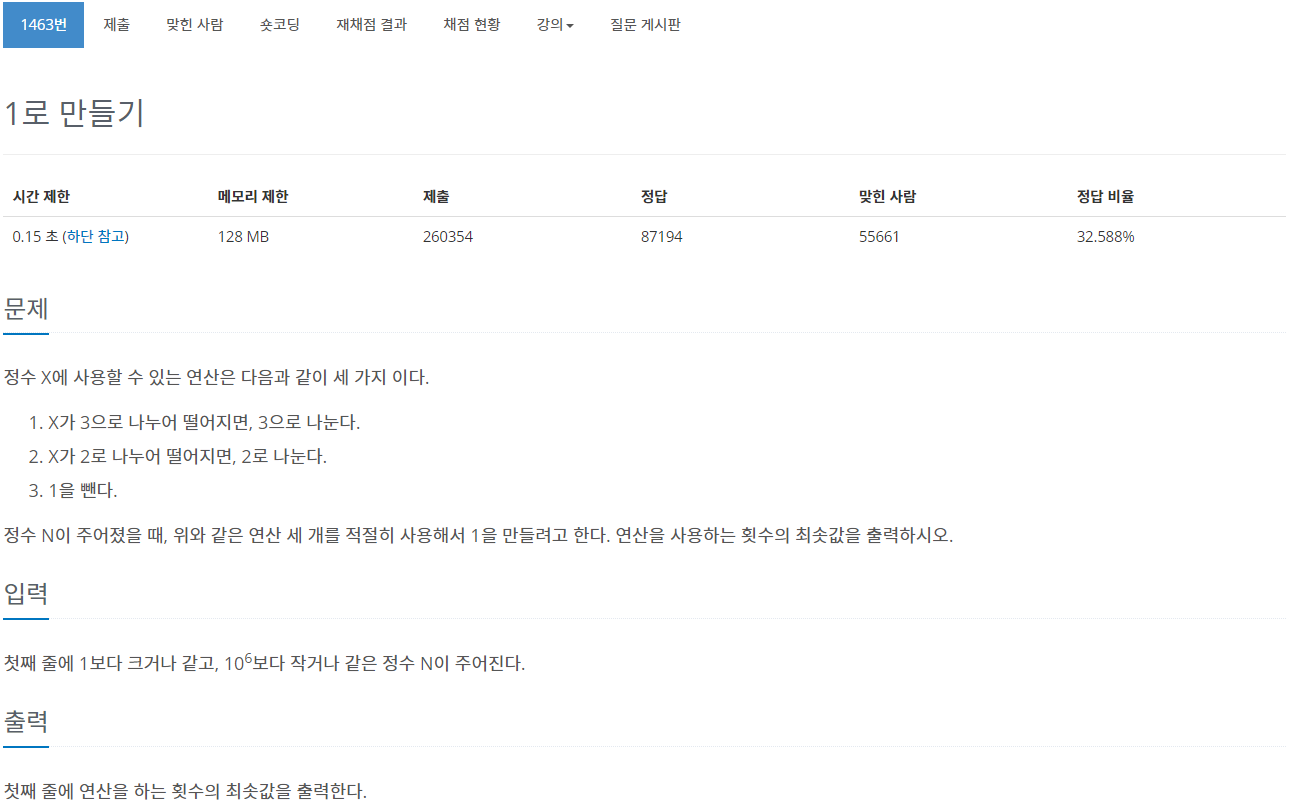 1463번 제출 맞힌 사람 숏코딩 재채점 결과 채점 현황 강의 질문 게시판
1로 만들기
시간 제한 메모리 제한 제출 정답 맞힌 사람 정답 비율
0.15 초 (하단 참고) 128 MB 260354 87194 55661 32.588%
문제
정수 X에 사용할 수 있는 연산은 다음과 같이 세 가지 이다.
1. X가 3으로 나누어 떨어지면, 3으로 나눈다.
2. X가 2로 나누어 떨어지면, 2로 나눈다.
3. 1을 뺀다.
정수 N이 주어졌을 때, 위와 같은 연산 세 개를 적절히 사용해서 1을 만들려고 한다. 연산을 사용하는 횟수의 최솟값을 출력하시오.
입력
첫째 줄에 1보다 크거나 같고, 10⁶보다 작거나 같은 정수 N이 주어진다.
출력
첫째 줄에 연산을 하는 횟수의 최솟값을 출력한다.